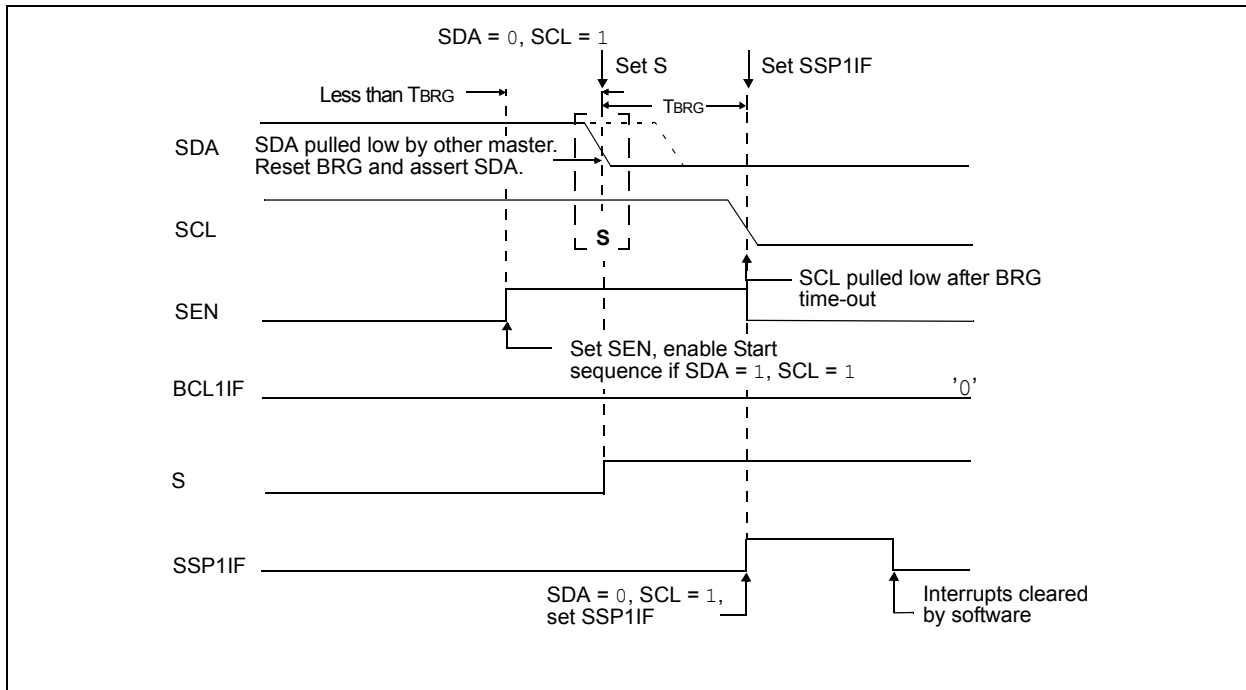 SDA = 0, SCL = 1
Set S
Set SSP1IF
Less than TBRG
TBRG
SDA
SDA pulled low by other master.
Reset BRG and assert SDA.
SCL
S
SCL pulled low after BRG
time-out
SEN
Set SEN, enable Start
sequence if SDA = 1, SCL = 1
BCL1IF
'0'
S
SSP1IF
SDA = 0, SCL = 1,
set SSP1IF
Interrupts cleared
by software